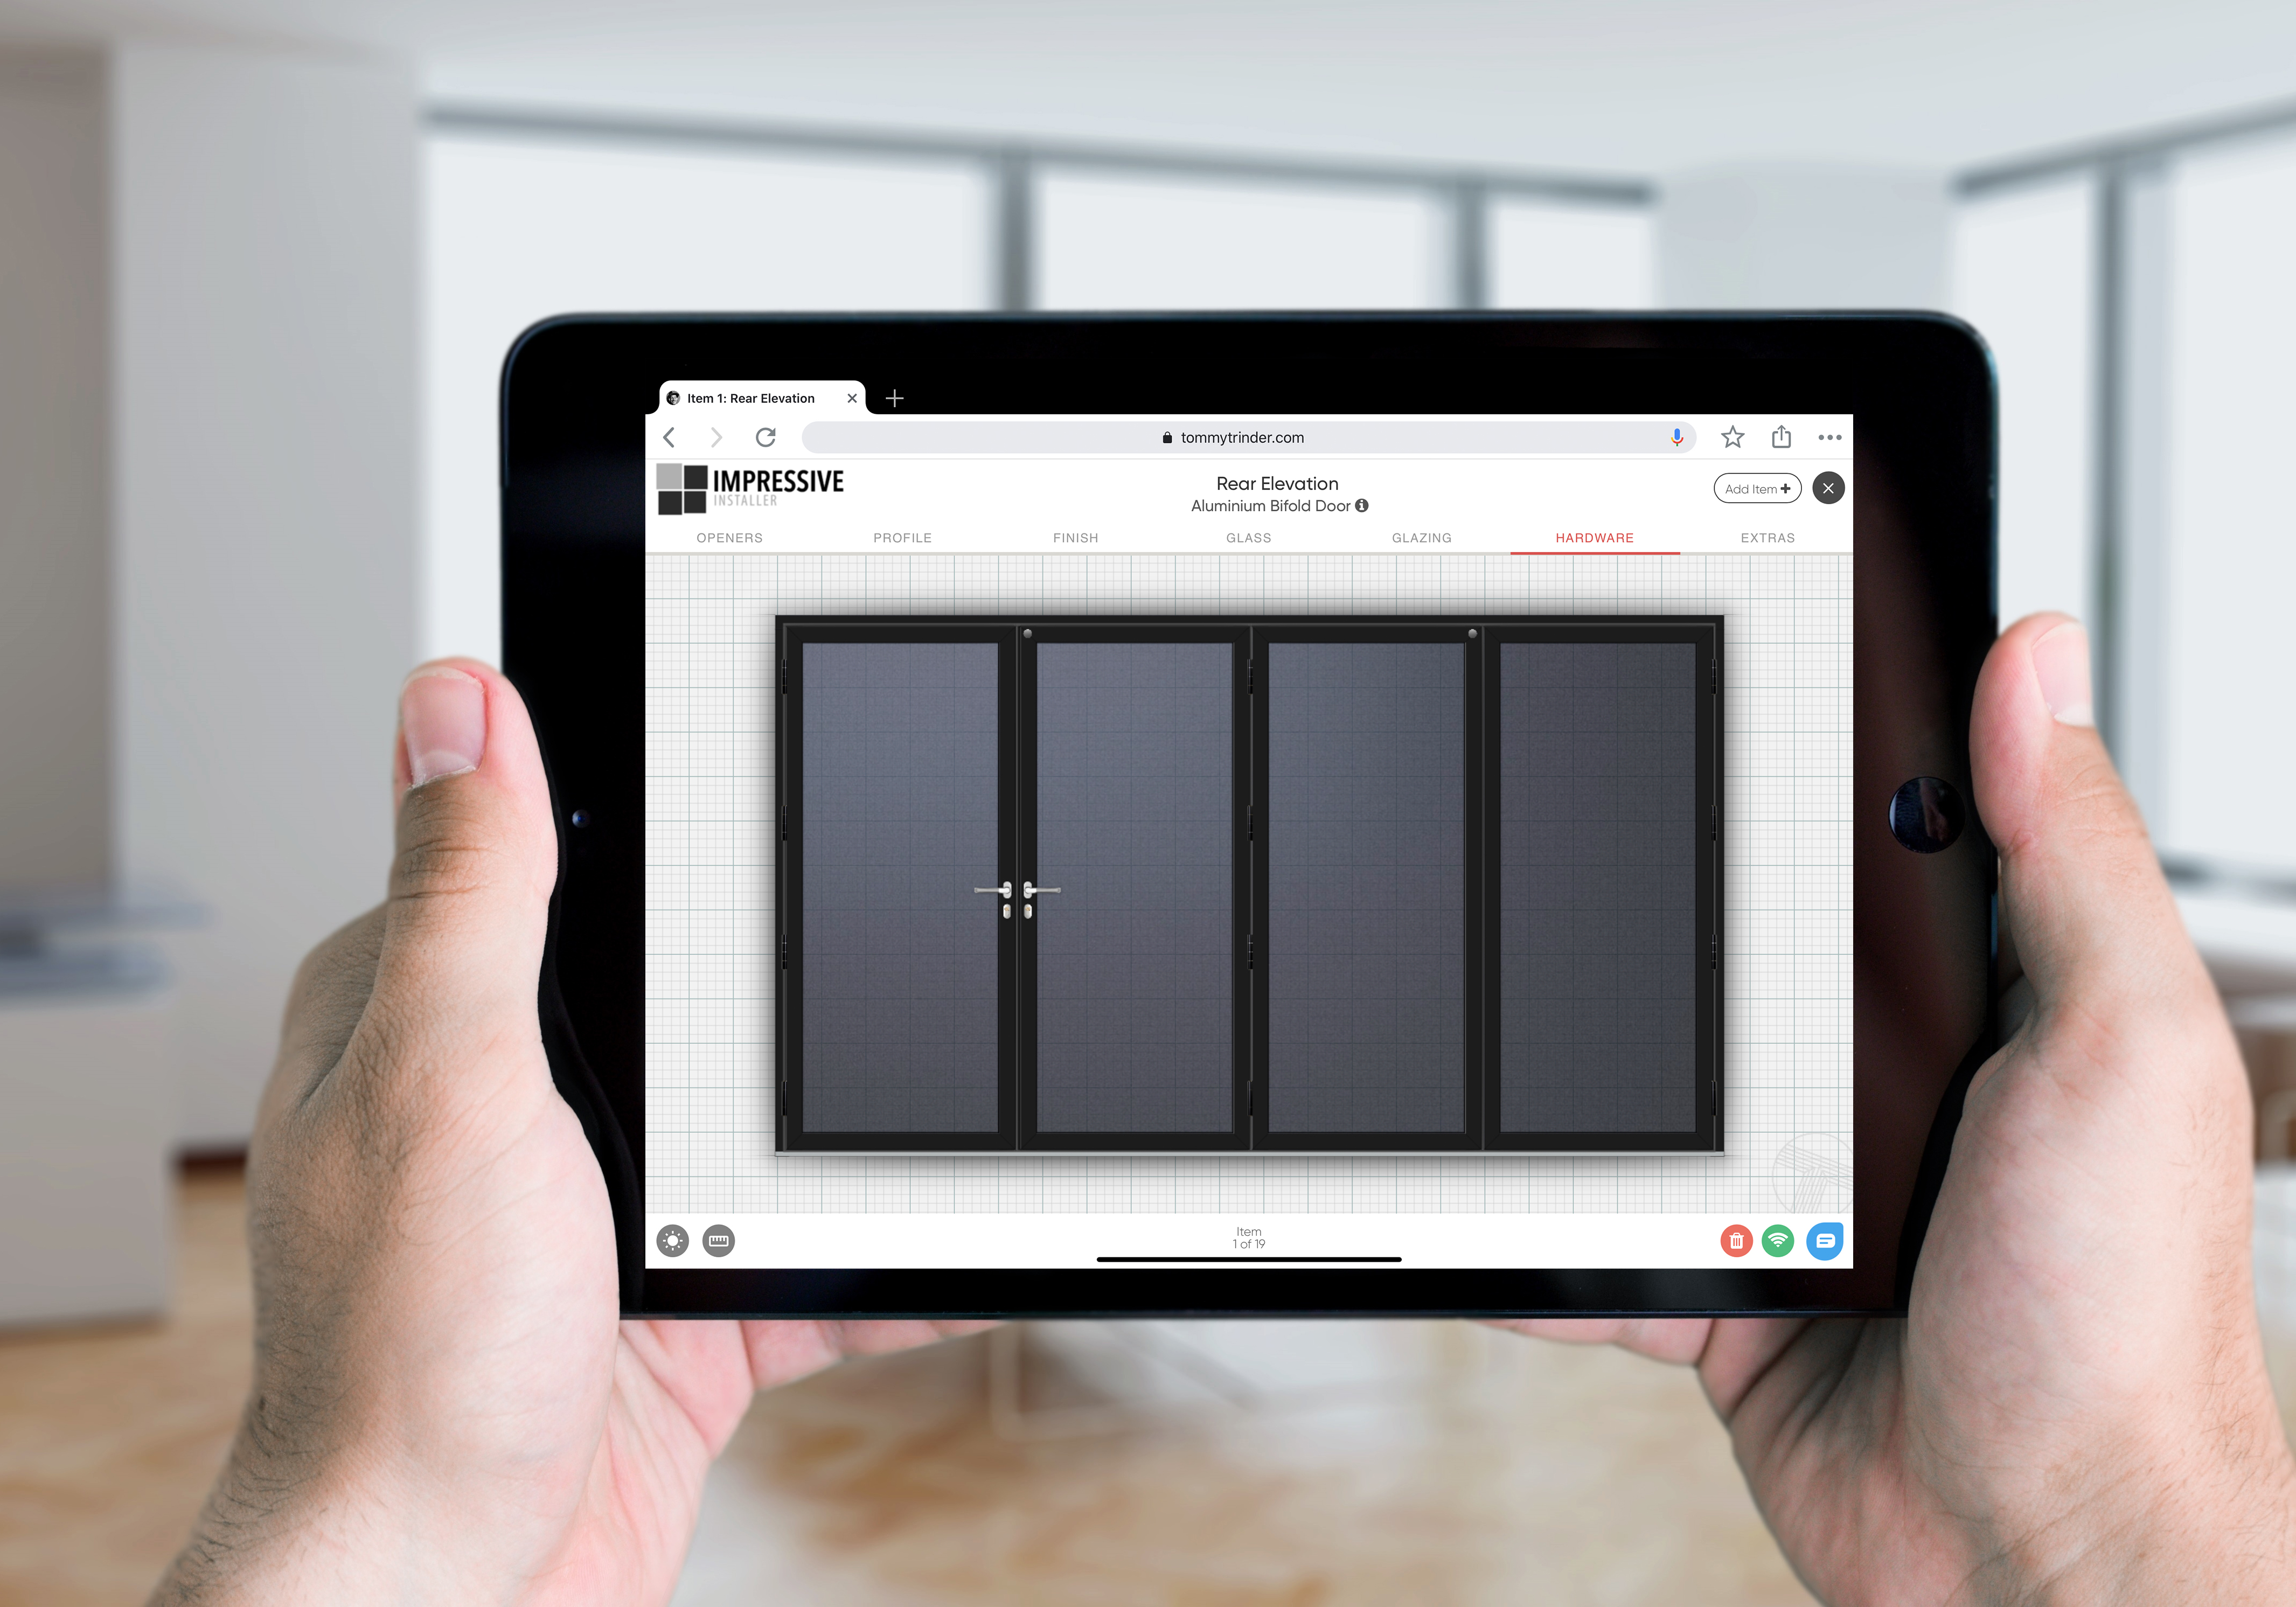 Item 1: Rear Elevation
tommytrinder.com
IMPRESSIVE
INSTALLER
Rear Elevation
Aluminium Bifold Door
Add Item
OPENERS PROFILE FINISH GLASS GLAZING HARDWARE EXTRAS
Item
1 of 19